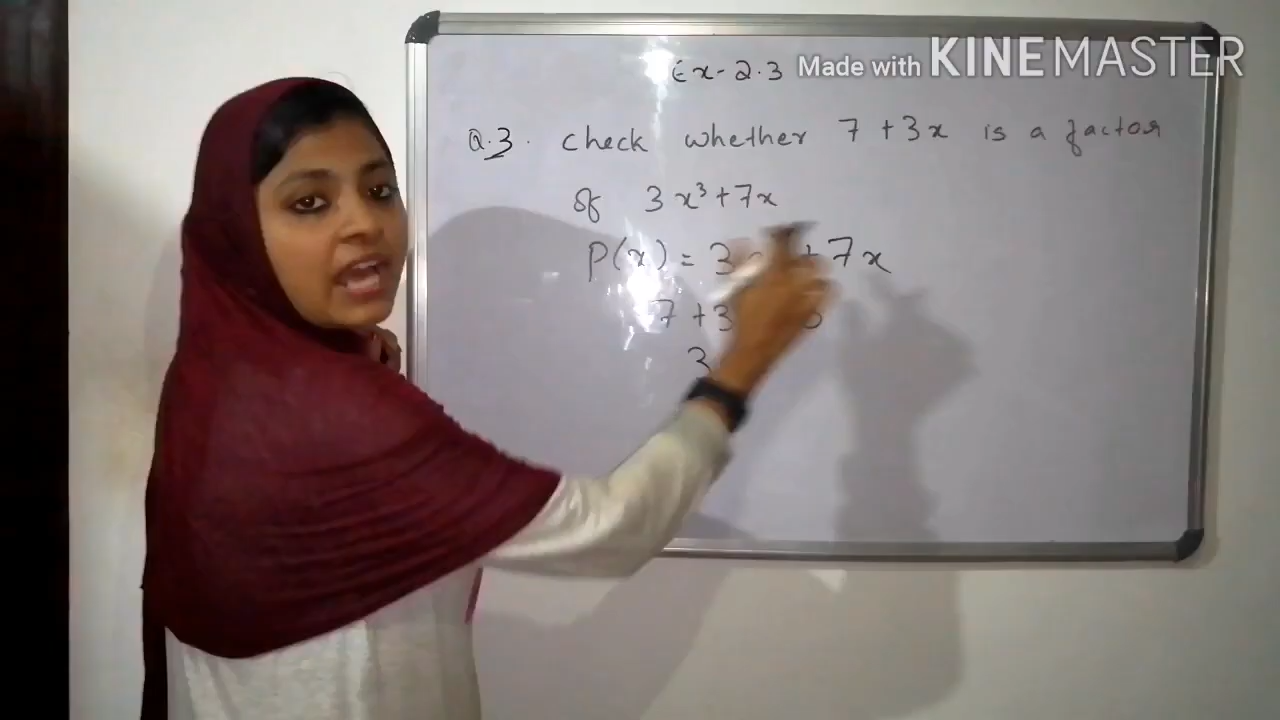 Ex-2.3
Made with KINEMASTER
Q.3. Check whether 7 + 3x is a factor
of 3x³ + 7x
P(x) = 3 + 7x
7 + 3
3